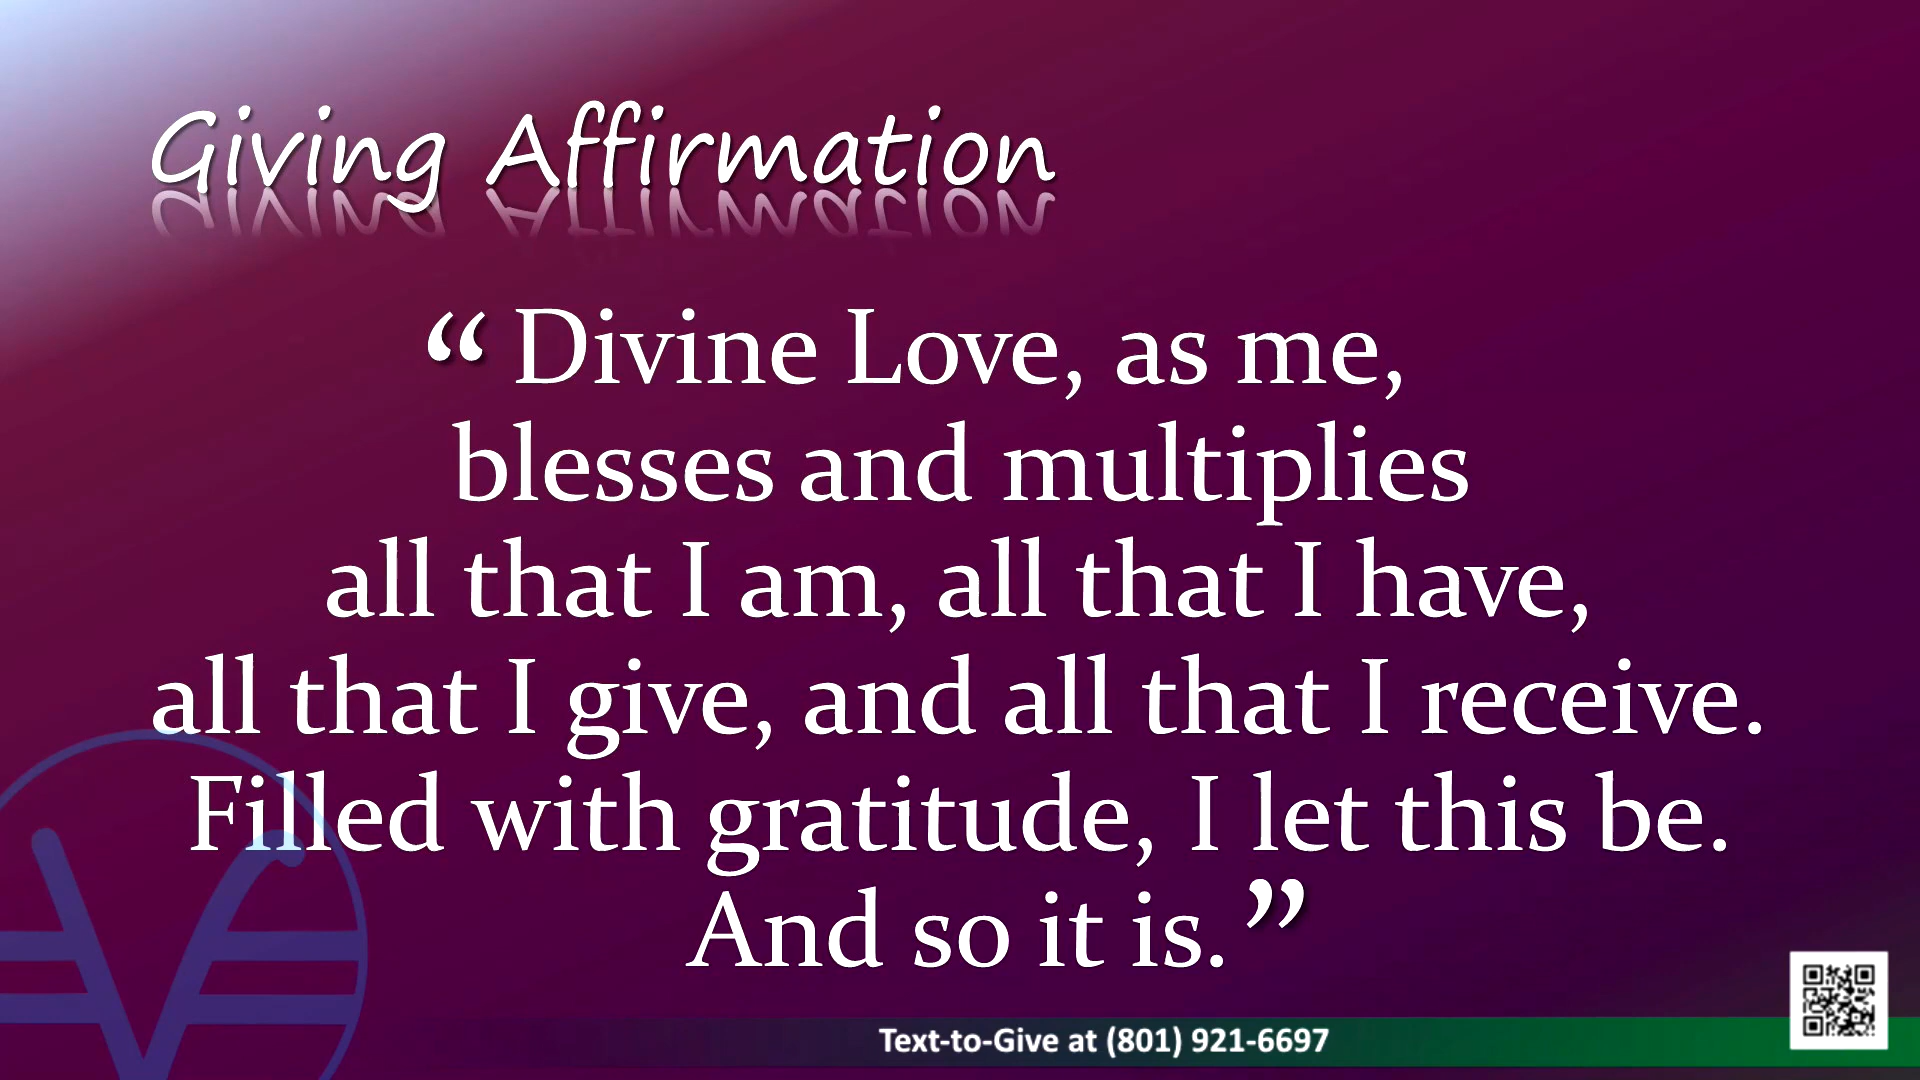 Giving Affirmation
“ Divine Love, as me,
blesses and multiplies
all that I am, all that I have,
all that I give, and all that I receive.
Filled with gratitude, I let this be.
And so it is. ”
Text-to-Give at (801) 921-6697